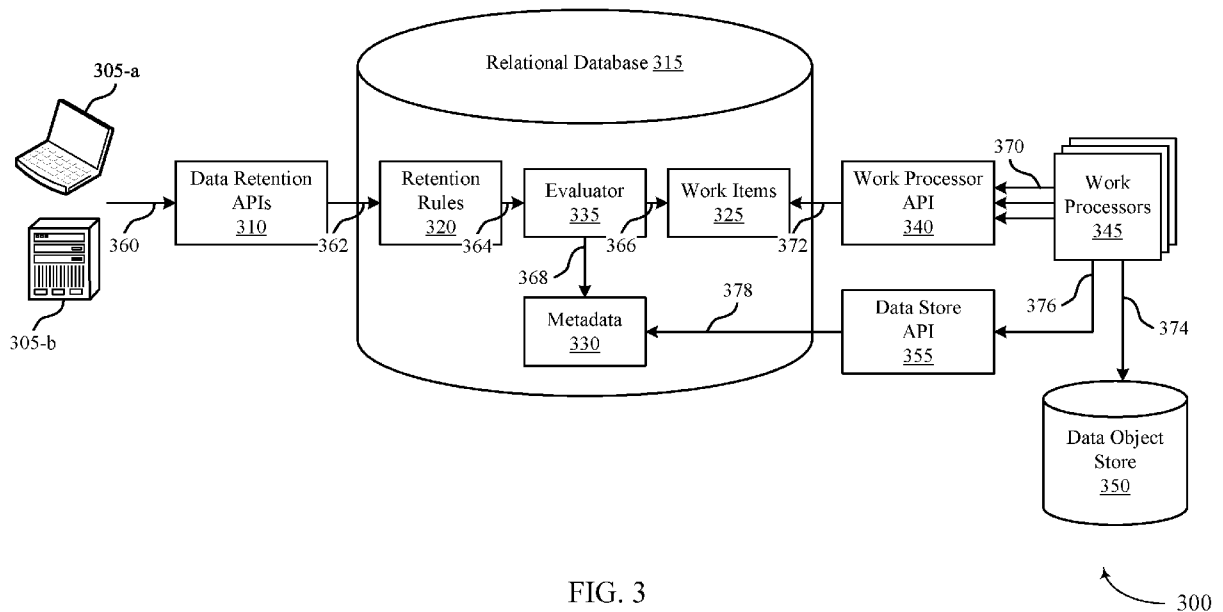 305-a
Relational Database 315
Data Retention
APIs
310
Retention
Rules
320
Evaluator
335
Work Items
325
Work Processor
API
340
370
Work
Processors
345
360
362
364
366
372
368
376
374
378
305-b
Metadata
330
Data Store
API
355
Data Object
Store
350
FIG. 3
300